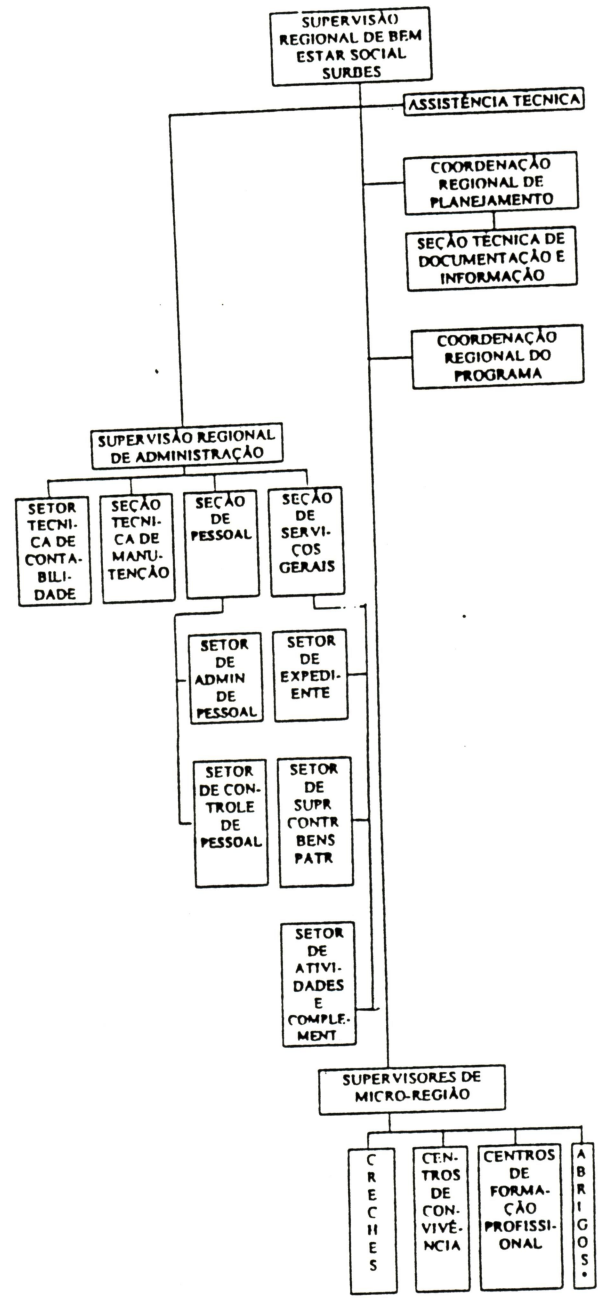 SUPERVISÃO
REGIONAL DE BEM
ESTAR SOCIAL
SURBES
ASSISTÊNCIA TECNICA
COORDENAÇÃO
REGIONAL DE
PLANEJAMENTO
SEÇÃO TÉCNICA DE
DOCUMENTAÇÃO E
INFORMAÇÃO
COORDENAÇÃO
REGIONAL DO
PROGRAMA
SUPERVISÃO REGIONAL
DE ADMINISTRAÇÃO
SETOR
TECNI-
CA DE
CONTA-
BILI-
DADE
SEÇÃO
TECNI-
CA DE
MANU-
TENÇÃO
SEÇÃO
DE
PESSOAL
SEÇÃO
DE
SERVI-
ÇOS
GERAIS
SETOR
DE
ADMIN
DE
PESSOAL
SETOR
DE
EXPEDI-
ENTE
SETOR
DE CON-
TROLE
DE
PESSOAL
SETOR
DE
SUPR
CONTR
BENS
PATR
SETOR
DE
ATIVI-
DADES
E
COMPLE-
MENT
SUPERVISORES DE
MICRO-REGIÃO
C
R
E
C
H
E
S
CEN-
TROS
DE
CON-
VIVÊ-
NCIA
CENTROS
DE
FORMA-
ÇÃO
PROFISSI-
ONAL
A
B
R
I
G
O
S
*